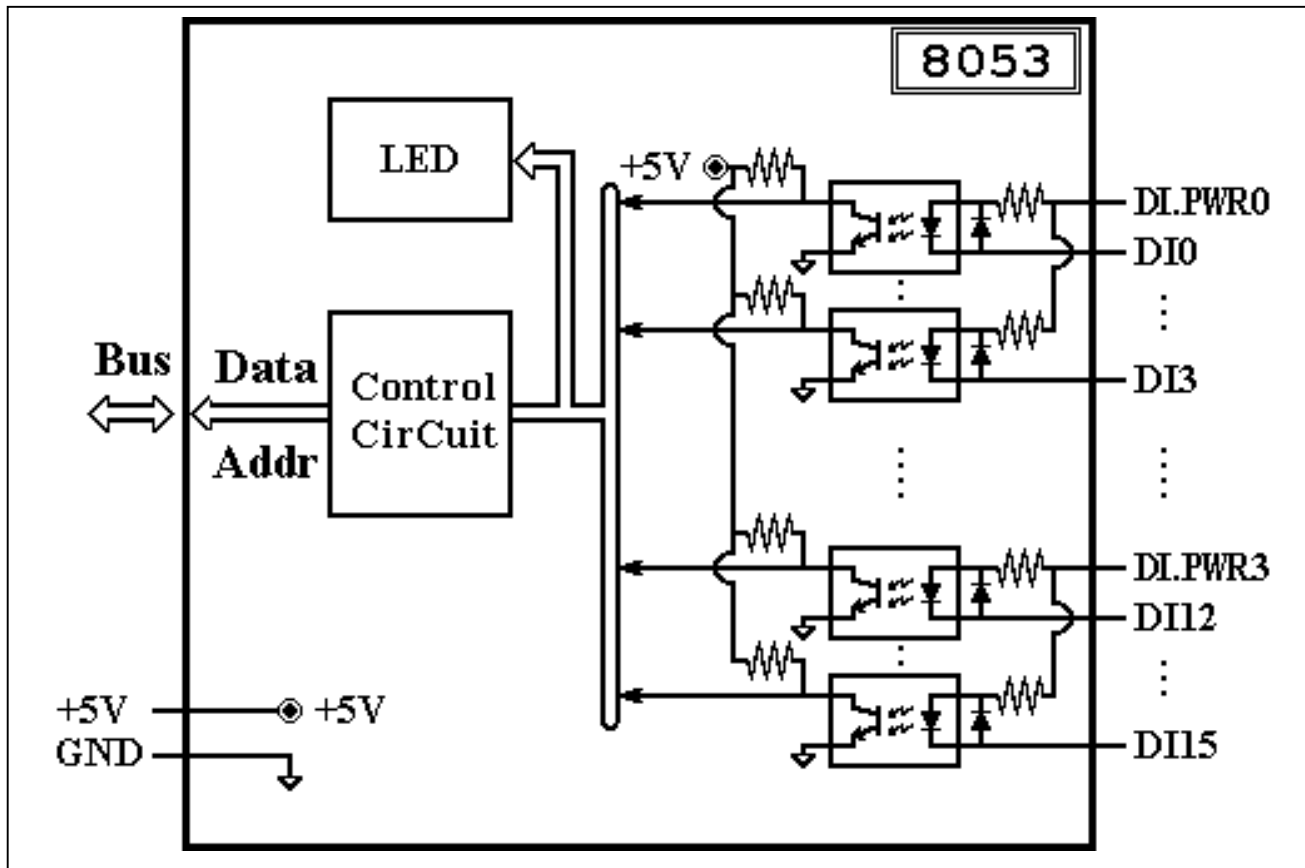 8053
LED
+5V
DI.PWR0
DI0
DI3
Bus
Data
Addr
Control
CirCuit
DI.PWR3
DI12
DI15
+5V
+5V
GND